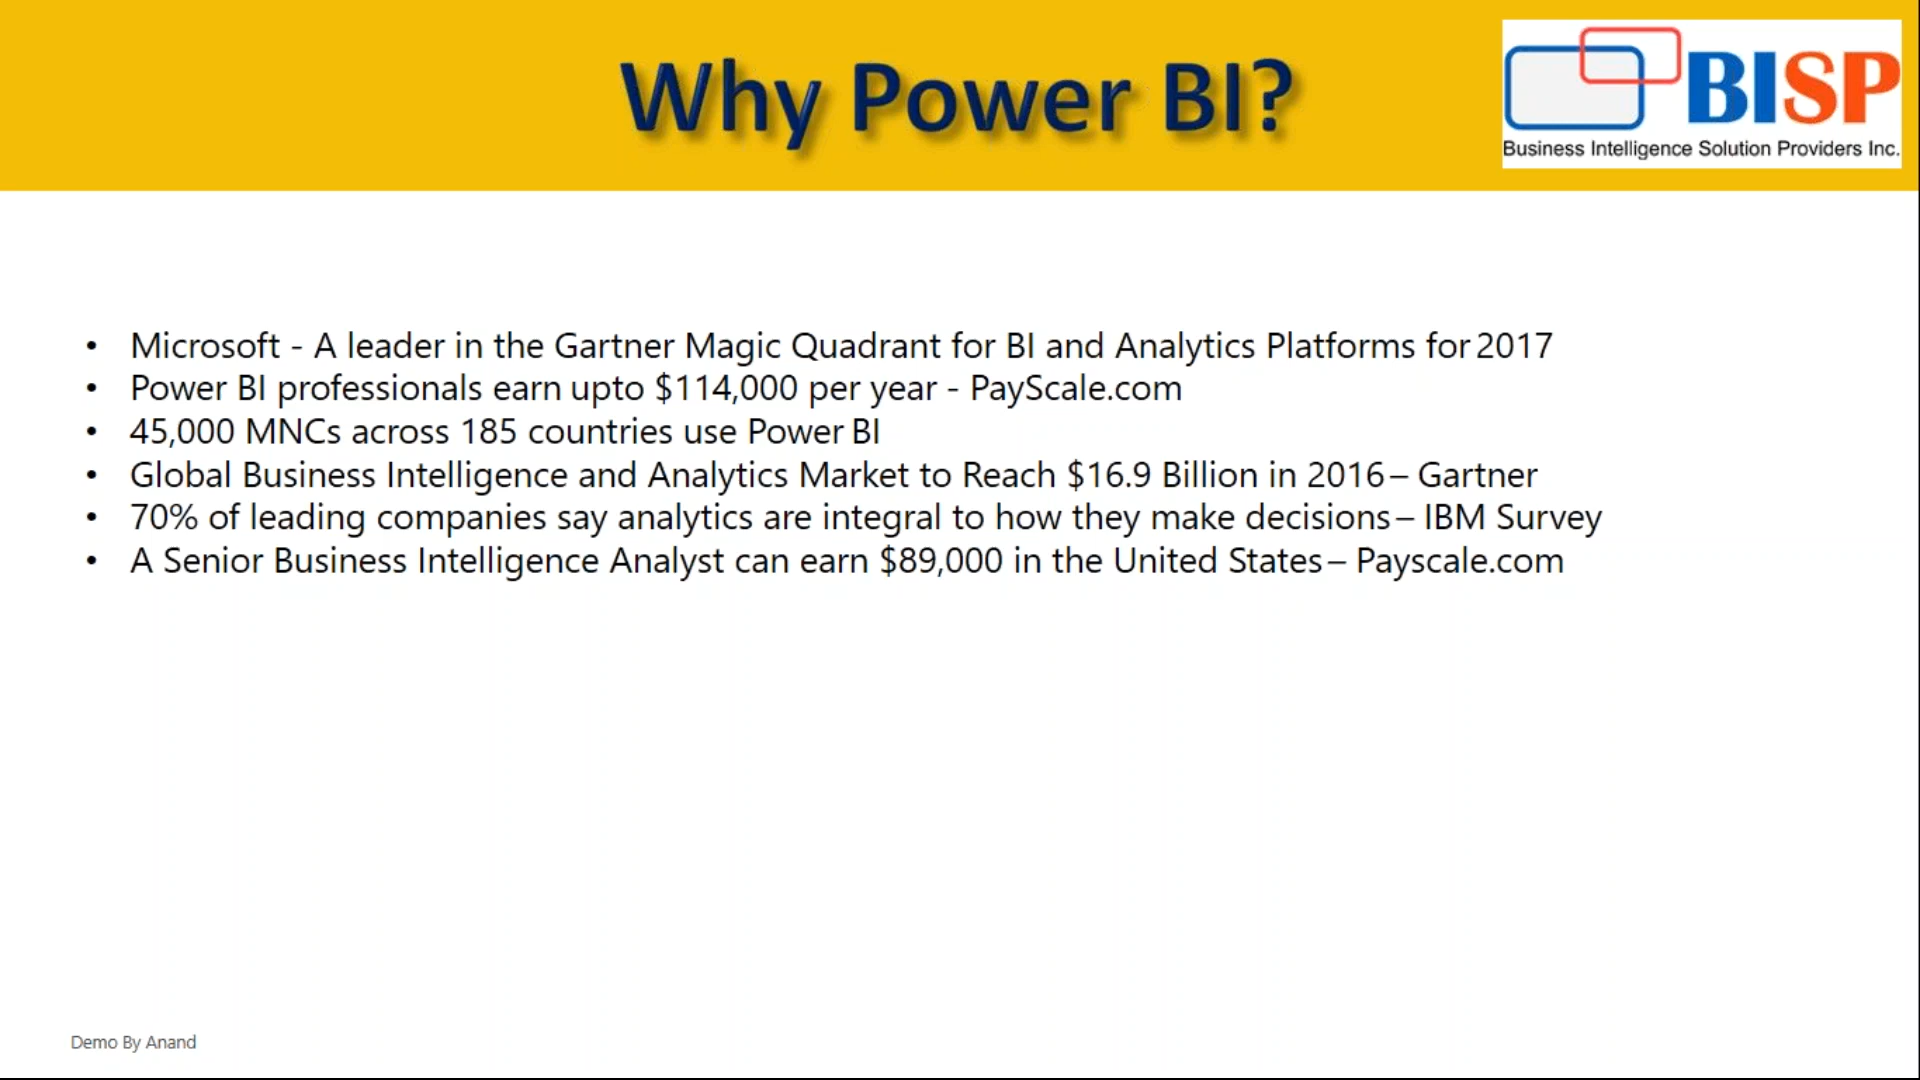 Why Power BI?
BISP
Business Intelligence Solution Providers Inc.
• Microsoft - A leader in the Gartner Magic Quadrant for BI and Analytics Platforms for 2017
• Power BI professionals earn upto $114,000 per year - PayScale.com
• 45,000 MNCs across 185 countries use Power BI
• Global Business Intelligence and Analytics Market to Reach $16.9 Billion in 2016 – Gartner
• 70% of leading companies say analytics are integral to how they make decisions – IBM Survey
• A Senior Business Intelligence Analyst can earn $89,000 in the United States – Payscale.com
Demo By Anand